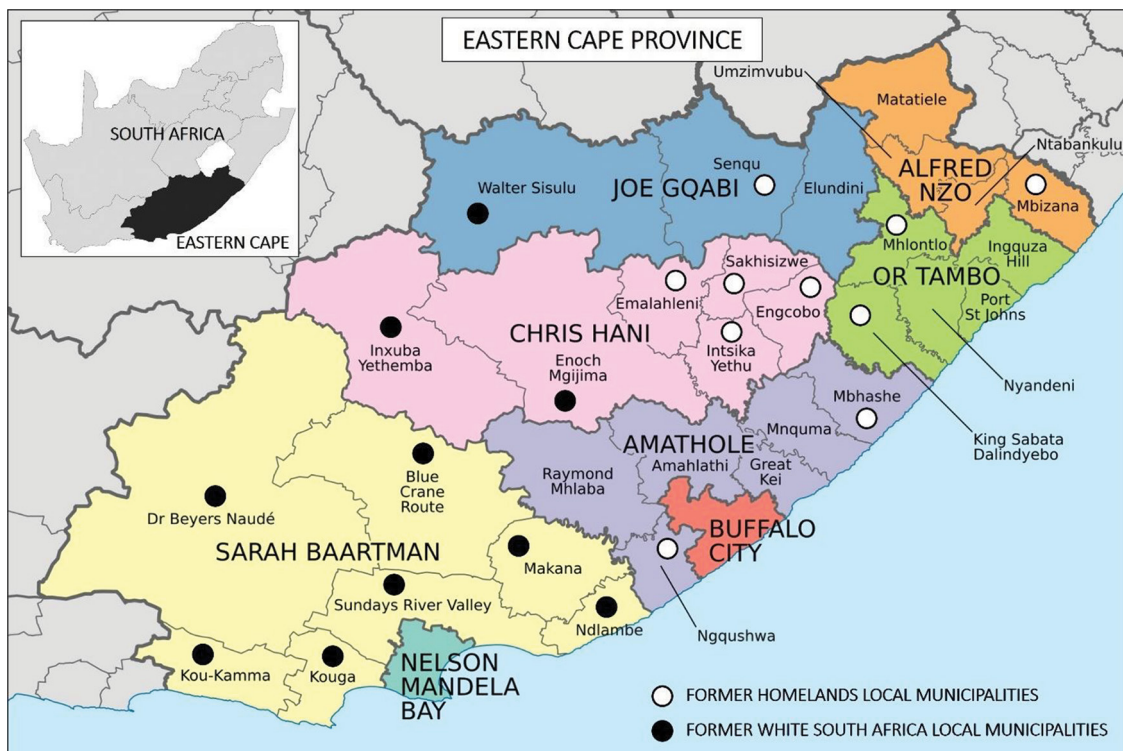 EASTERN CAPE PROVINCE
SOUTH AFRICA
EASTERN CAPE
Umzimvubu
Matatiele
Ntabankulu
ALFRED
NZO
Mbizana
Walter Sisulu
Senqu
JOE GQABI
Elundini
Mhlontlo
Ingquza
Hill
OR TAMBO
Port
St Johns
Nyandeni
King Sabata
Dalindyebo
Sakhisizwe
Emalahleni
Engcobo
CHRIS HANI
Intsika
Yethu
Inxuba
Yethemba
Enoch
Mgijima
Mbhashe
Mnquma
AMATHOLE
Amahlathi
Great
Kei
Raymond
Mhlaba
BUFFALO
CITY
Ngqushwa
Blue
Crane
Route
Dr Beyers Naudé
SARAH BAARTMAN
Makana
Sundays River Valley
Ndlambe
Kou-Kamma
Kouga
NELSON
MANDELA
BAY
FORMER HOMELANDS LOCAL MUNICIPALITIES
FORMER WHITE SOUTH AFRICA LOCAL MUNICIPALITIES